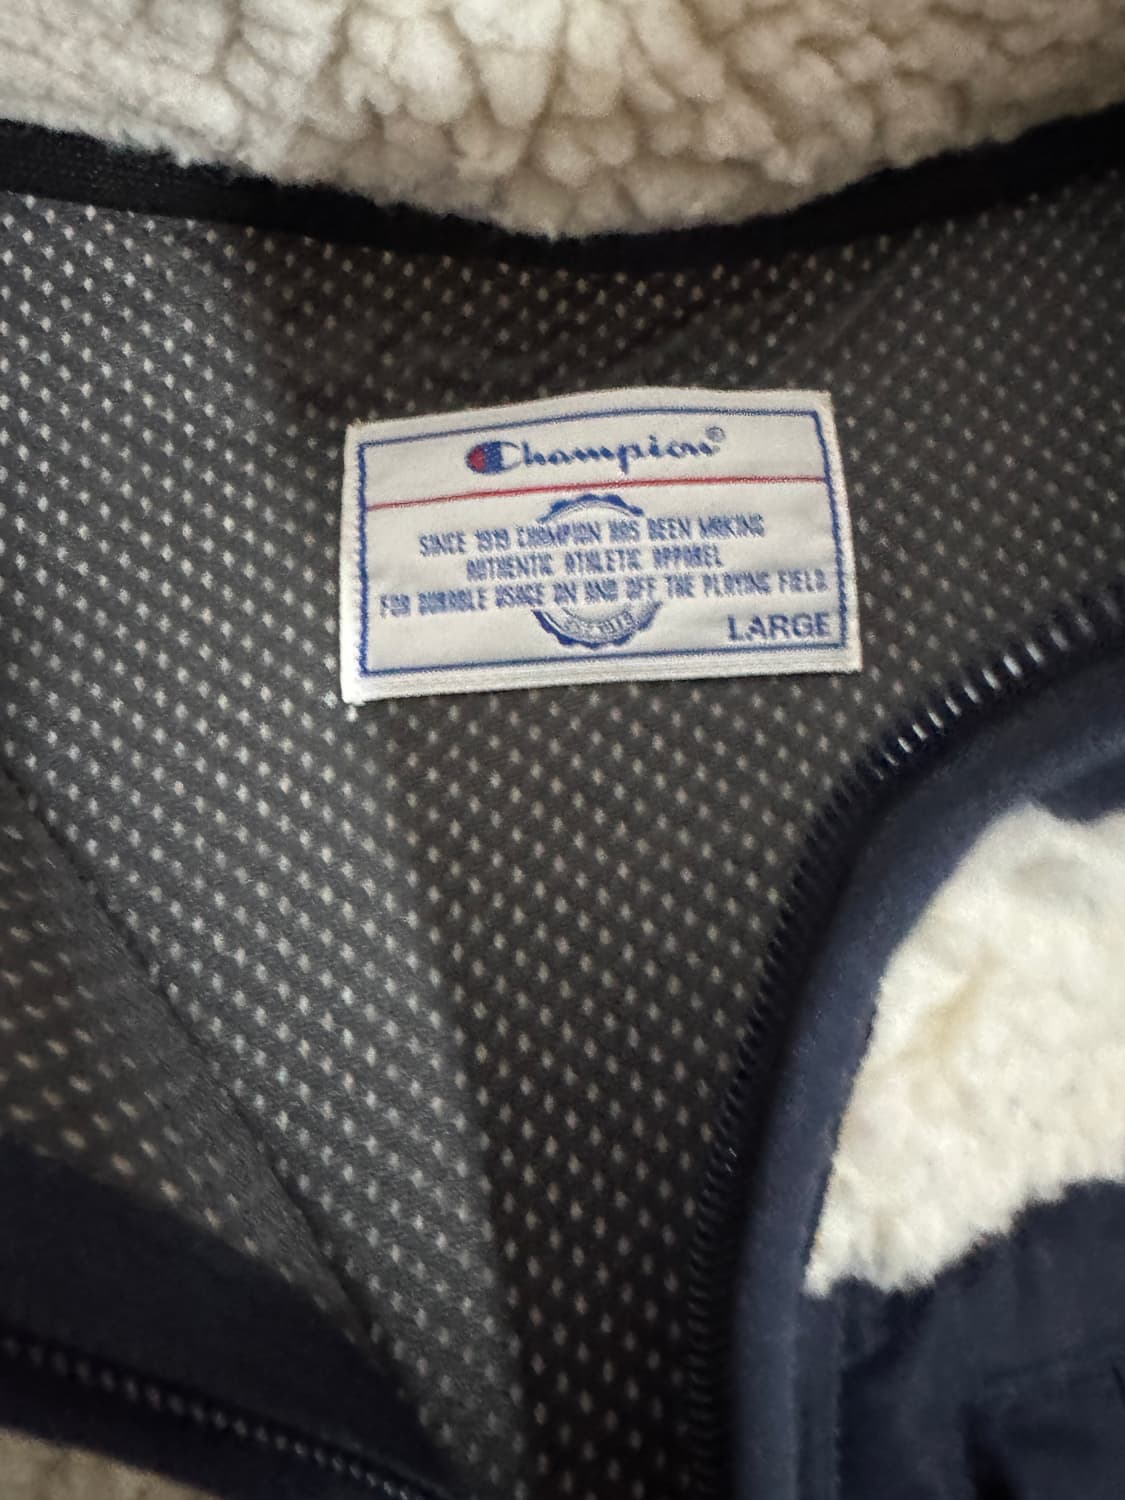 Champion®
SINCE 1919 CHAMPION HAS BEEN MAKING
AUTHENTIC ATHLETIC APPAREL
FOR DURABLE USAGE ON AND OFF THE PLAYING FIELD.
1919
LARGE